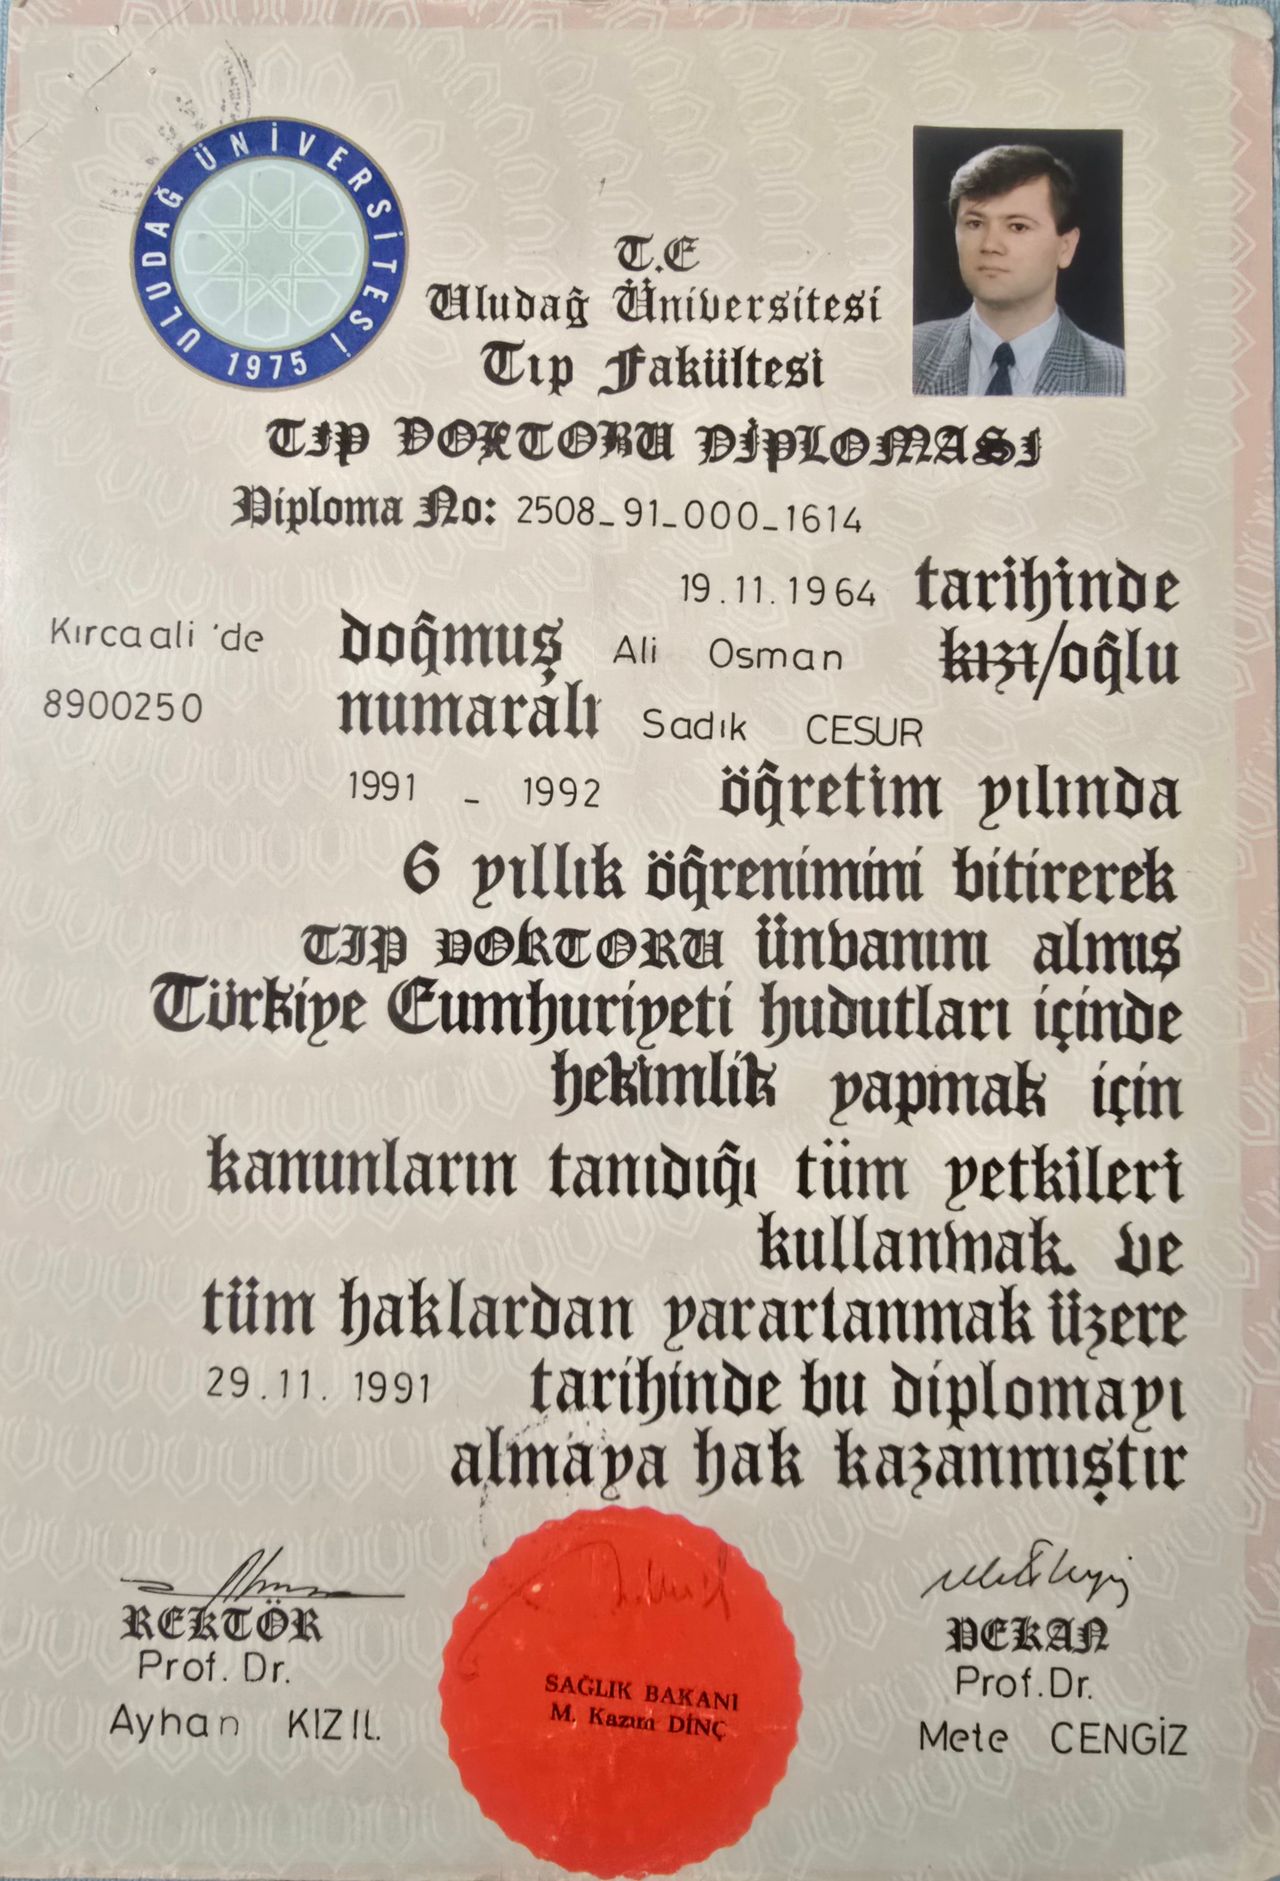 ULUDAĞ ÜNİVERSİTESİ
1975
T.C
Uludağ Üniversitesi
Tıp Fakültesi
TIP DOKTORU DİPLOMASI
Diploma No: 2508-91-000-1614
19.11.1964 tarihinde
Kırcaali'de doğmuş Ali Osman kızı/oğlu
8900250 numaralı Sadık CESUR
1991 - 1992 öğretim yılında
6 yıllık öğrenimini bitirerek
TIP DOKTORU ünvanını almış
Türkiye Cumhuriyeti hudutları içinde
hekimlik yapmak için
kanunların tanıdığı tüm yetkileri
kullanmak ve
tüm haklardan yararlanmak üzere
29.11.1991 tarihinde bu diplomayı
almaya hak kazanmıştır
REKTÖR
Prof. Dr.
Ayhan KIZIL
SAĞLIK BAKANI
M. Kazım DİNÇ
DEKAN
Prof. Dr.
Mete CENGİZ